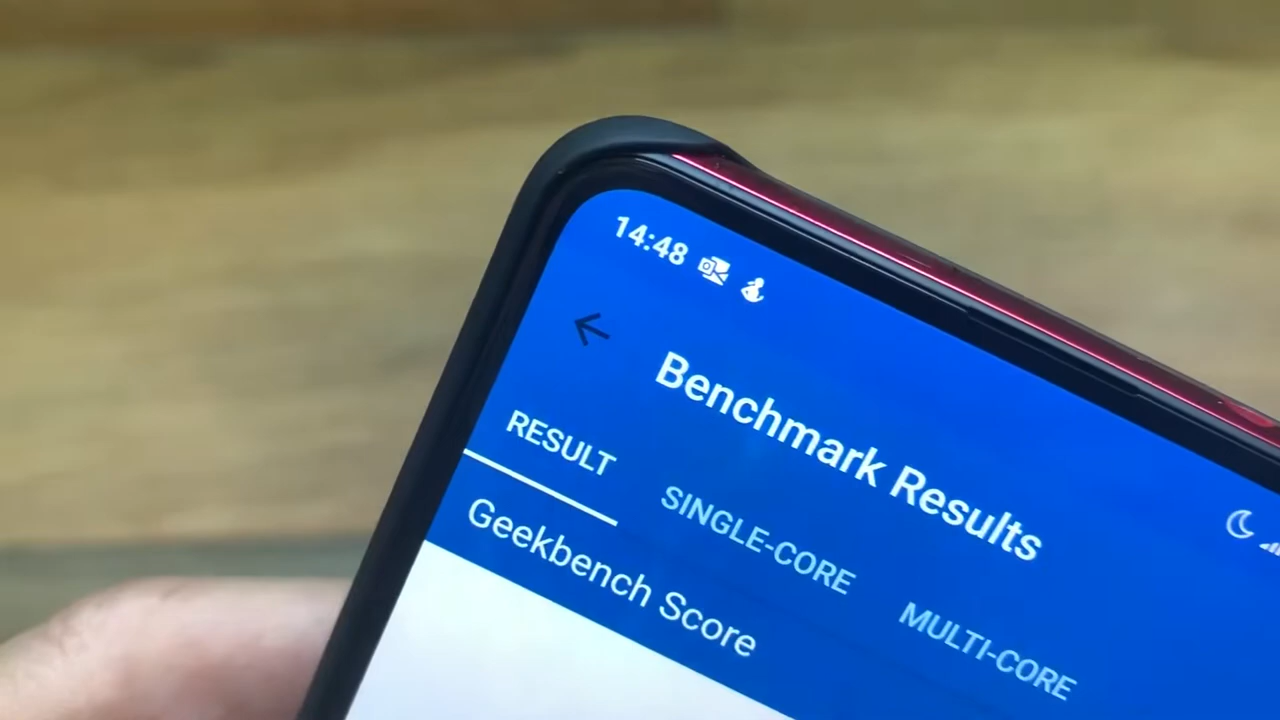 14:48
Benchmark Results
RESULT
SINGLE-CORE
MULTI-CORE
Geekbench Score